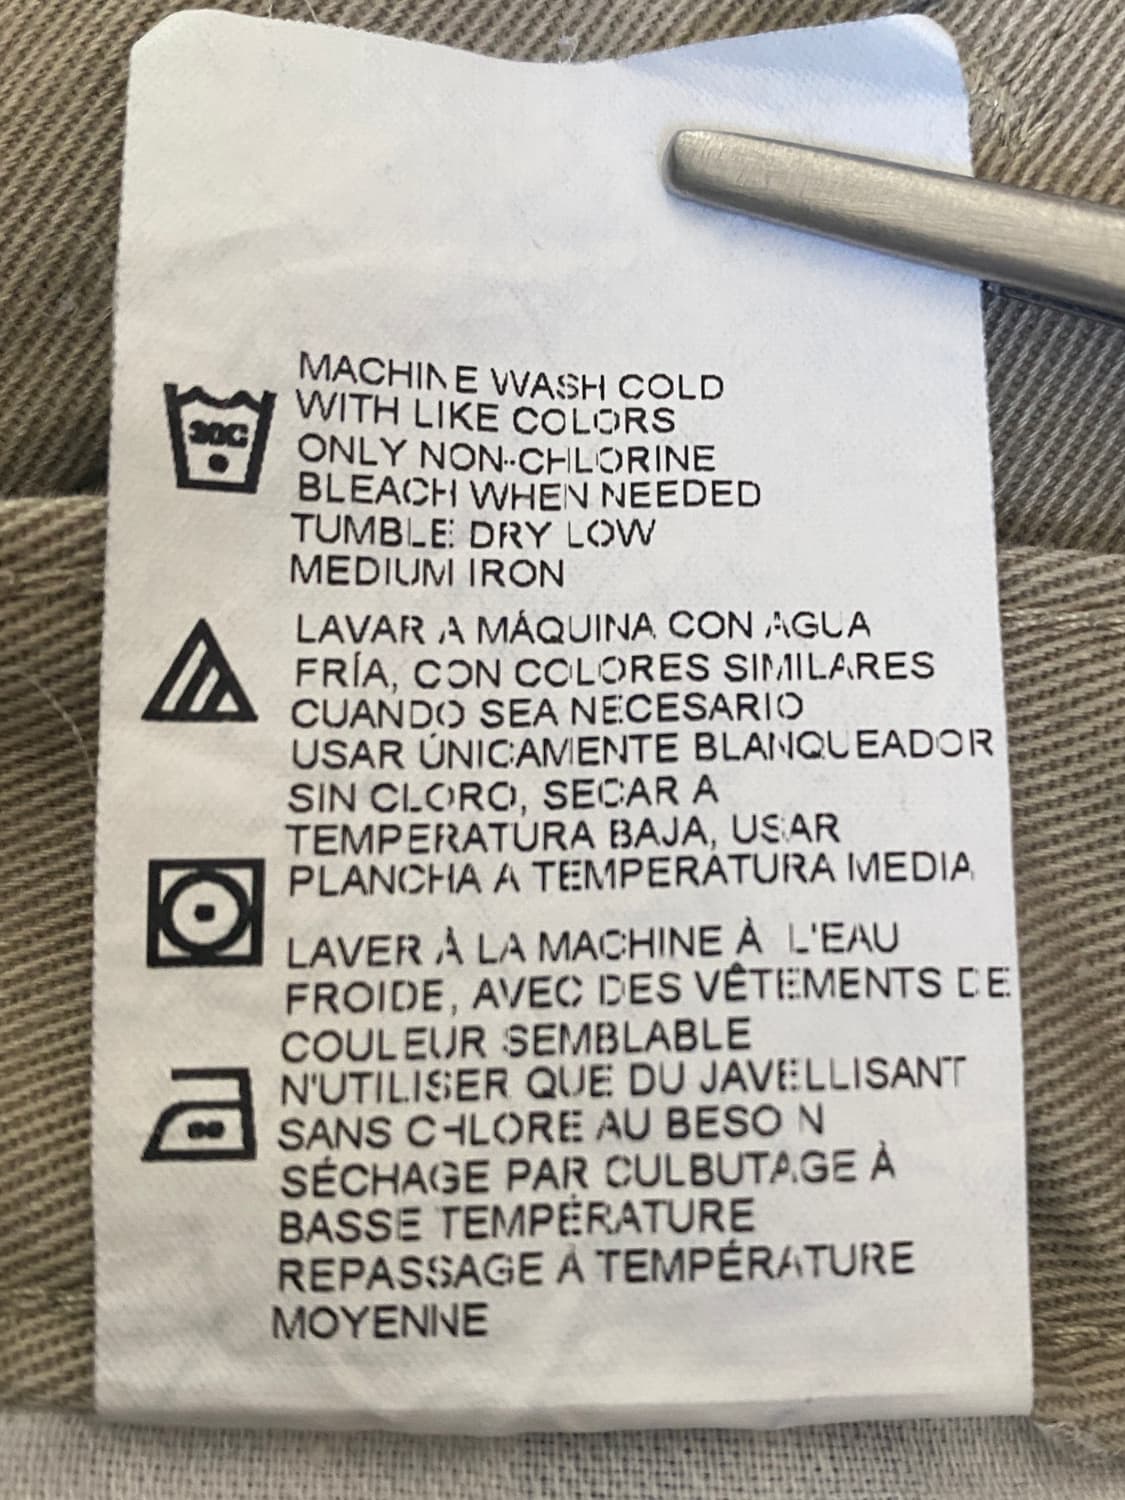 30C
MACHINE WASH COLD
WITH LIKE COLORS
ONLY NON-CHLORINE
BLEACH WHEN NEEDED
TUMBLE DRY LOW
MEDIUM IRON
LAVAR A MÁQUINA CON AGUA
FRÍA, CON COLORES SIMILARES
CUANDO SEA NECESARIO
USAR ÚNICAMENTE BLANQUEADOR
SIN CLORO, SECAR A
TEMPERATURA BAJA, USAR
PLANCHA A TEMPERATURA MEDIA
LAVER À LA MACHINE À L'EAU
FROIDE, AVEC DES VÊTEMENTS DE
COULEUR SEMBLABLE
N'UTILISER QUE DU JAVELLISANT
SANS CHLORE AU BESOIN
SÉCHAGE PAR CULBUTAGE À
BASSE TEMPÉRATURE
REPASSAGE À TEMPÉRATURE
MOYENNE